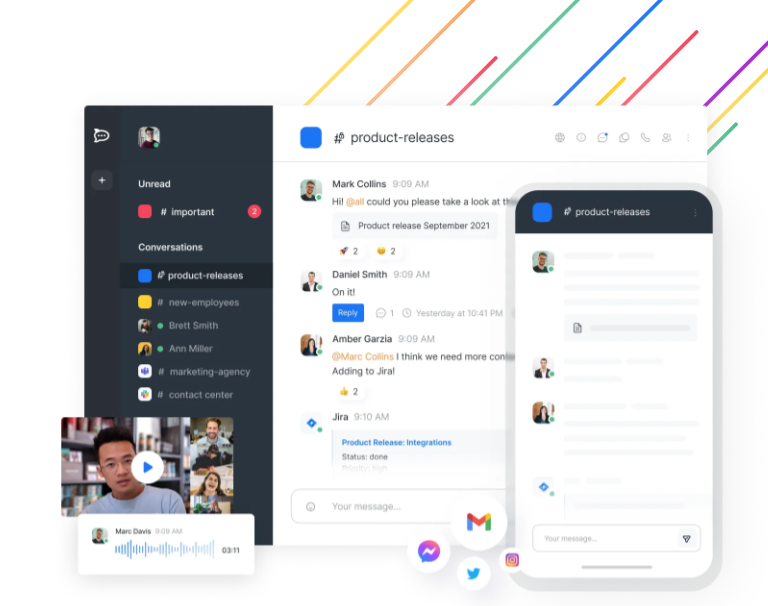 # product-releases
Unread
# important
2
Conversations
product-releases
# new-employees
Brett Smith
Ann Miller
# marketing-agency
# contact center
Mark Collins 9:09 AM
Hi! @all could you please take a look at
Product release September 2021
2
2
Daniel Smith 9:09 AM
On it!
Reply
1
Yesterday at 10:41 PM
Amber Garzia 9:09 AM
@Marc Collins I think we need more
Adding to Jira!
2
Jira 9:10 AM
Product Release: Integrations
Status: done
Priority: high
Your message...
Marc Davis 9:09 AM
03:11
product-releases
Your message...